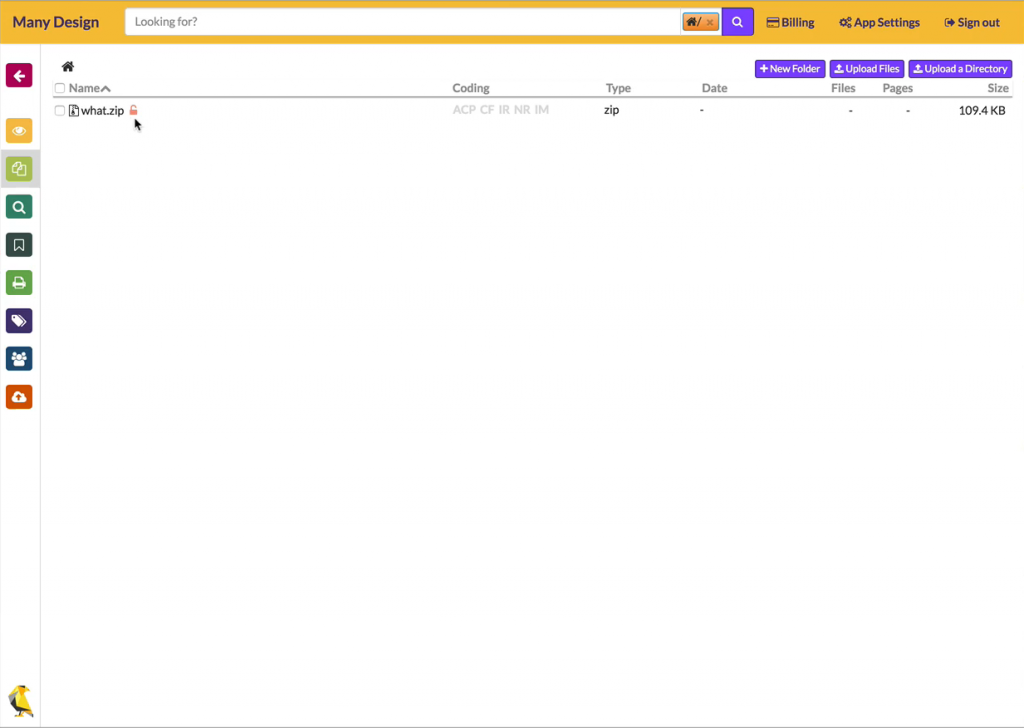 Many Design
Looking for?
/ ×
Billing
App Settings
Sign out
+ New Folder
Upload Files
Upload a Directory
Name Coding Type Date Files Pages Size
what.zip ACP CF IR NR IM zip - - - 109.4 KB